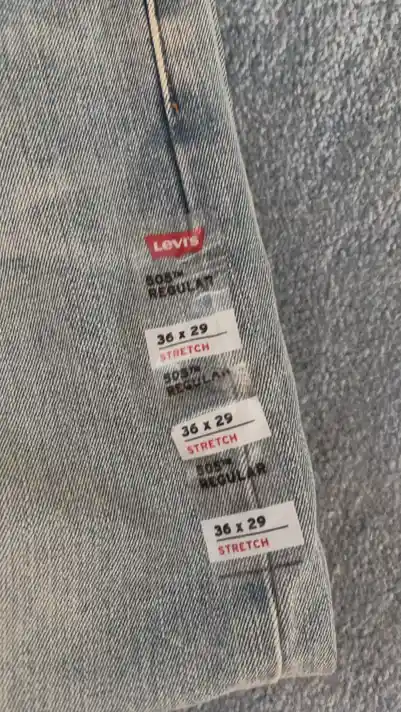 Levi's
505™
REGULAR
36 x 29
STRETCH
505™
REGULAR
36 x 29
STRETCH
505™
REGULAR
36 x 29
STRETCH